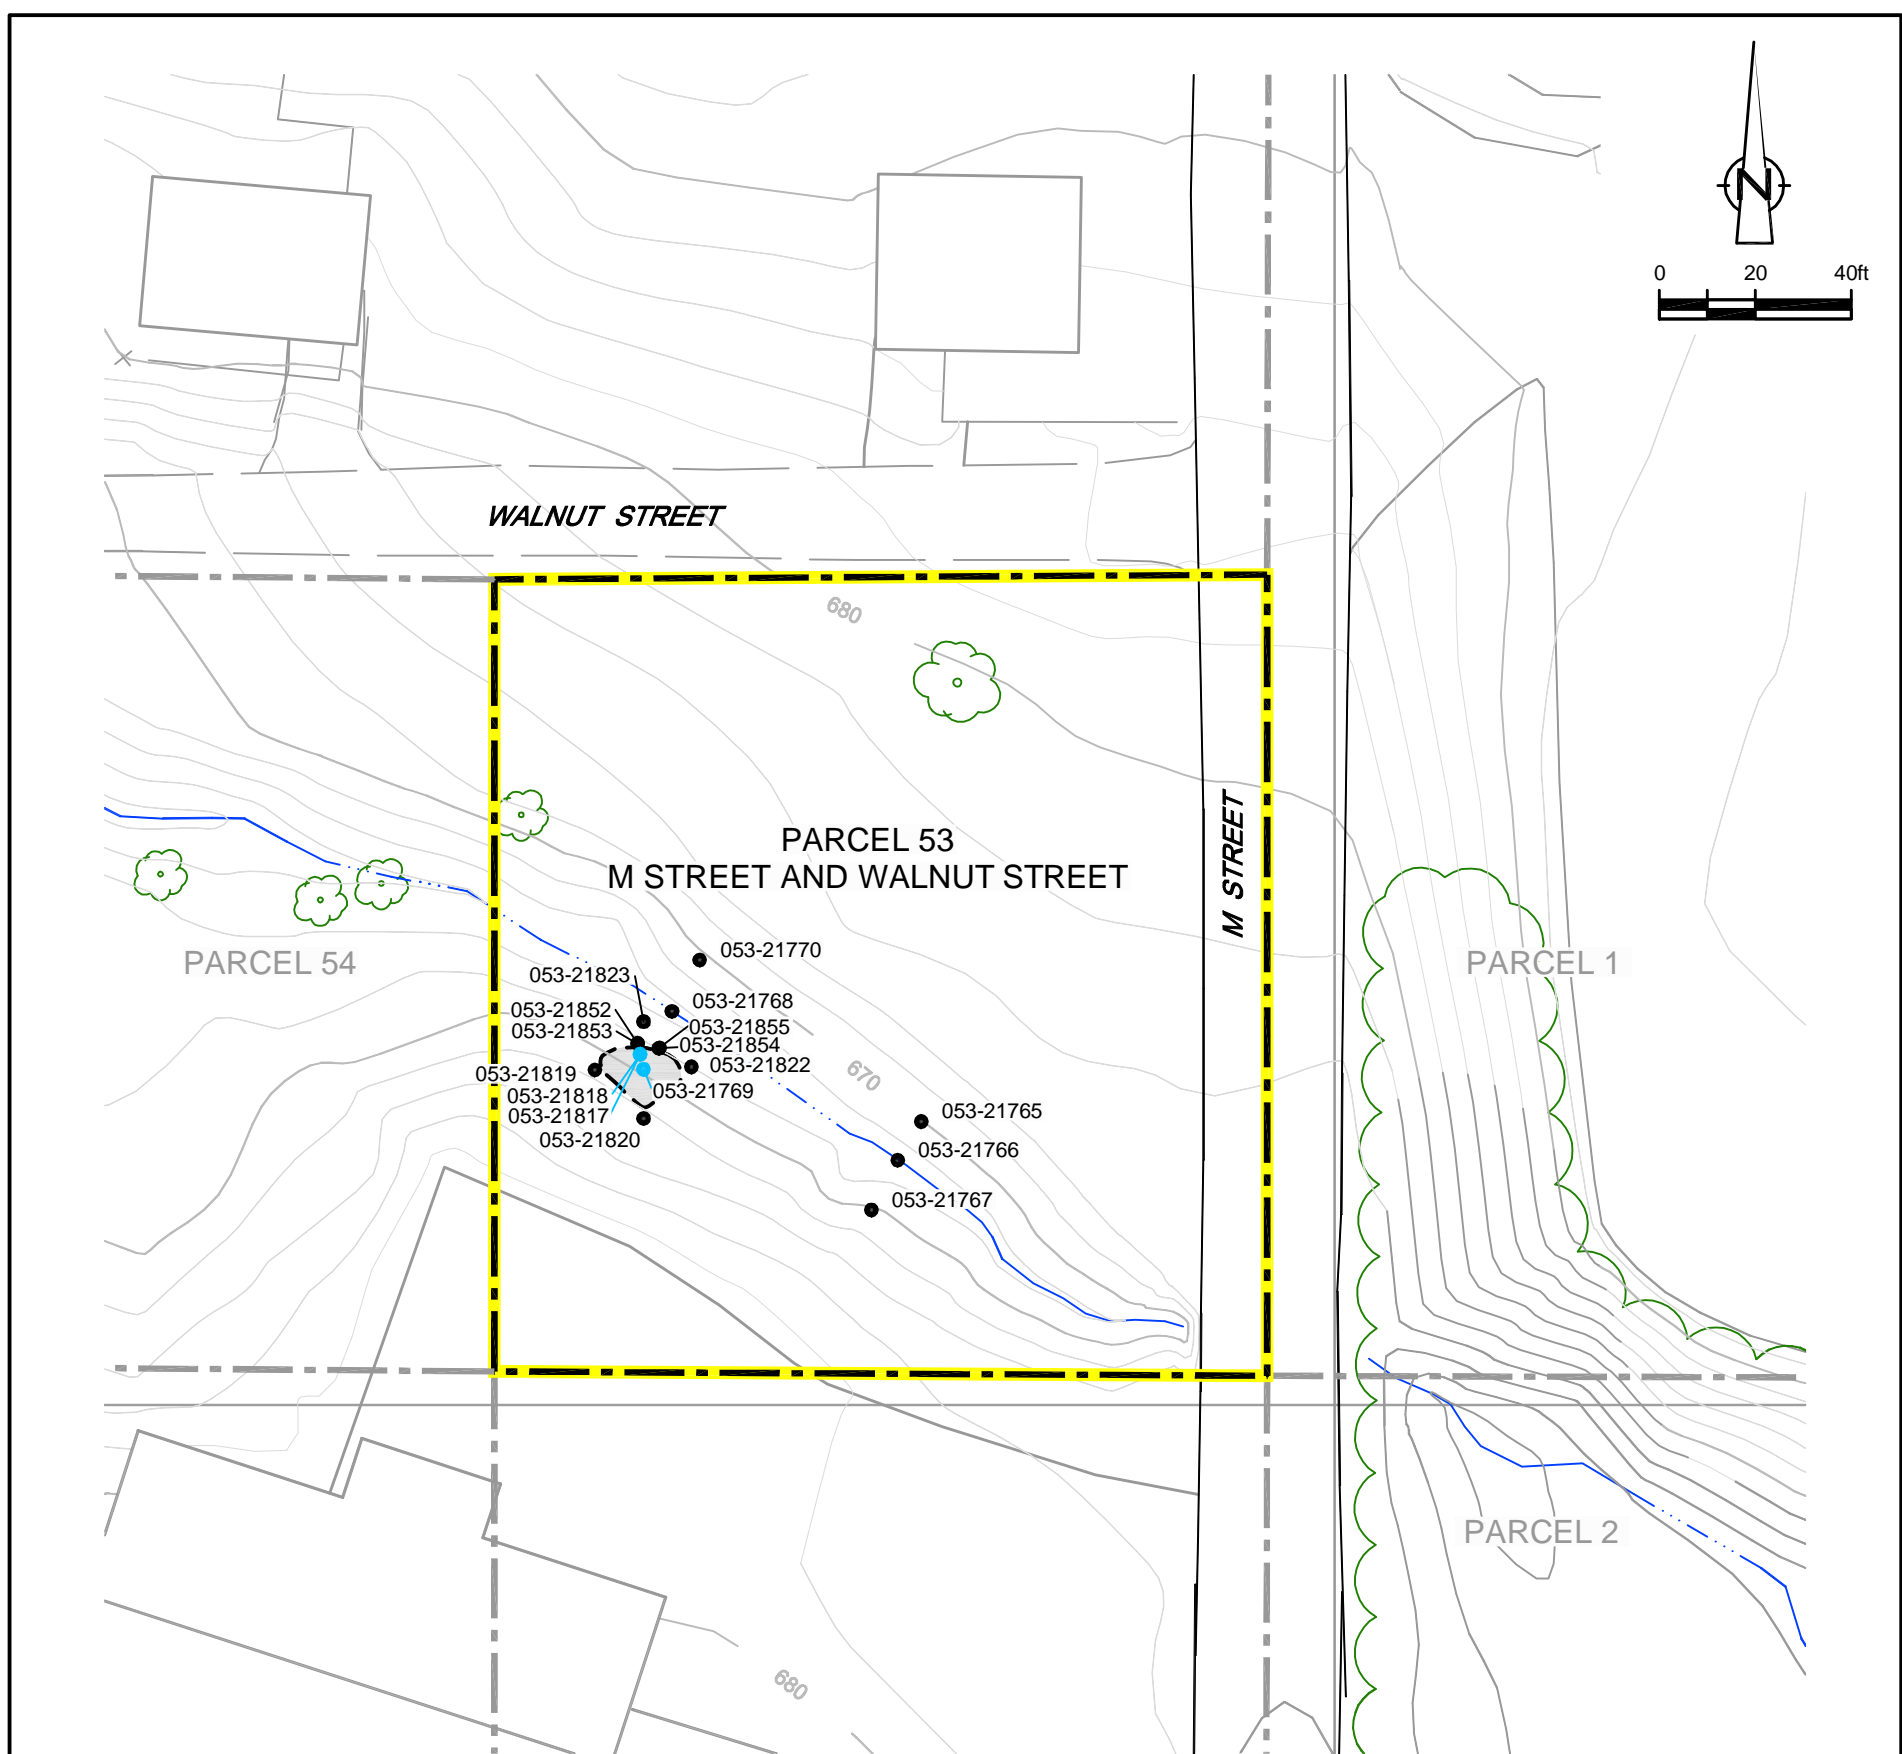 N
0 20 40ft
WALNUT STREET
680
PARCEL 53
M STREET AND WALNUT STREET
M STREET
PARCEL 54
PARCEL 1
053-21770
053-21823
053-21768
053-21852
053-21855
053-21853
053-21854
053-21822
053-21819
670
053-21818
053-21769
053-21817
053-21765
053-21820
053-21766
053-21767
PARCEL 2
680